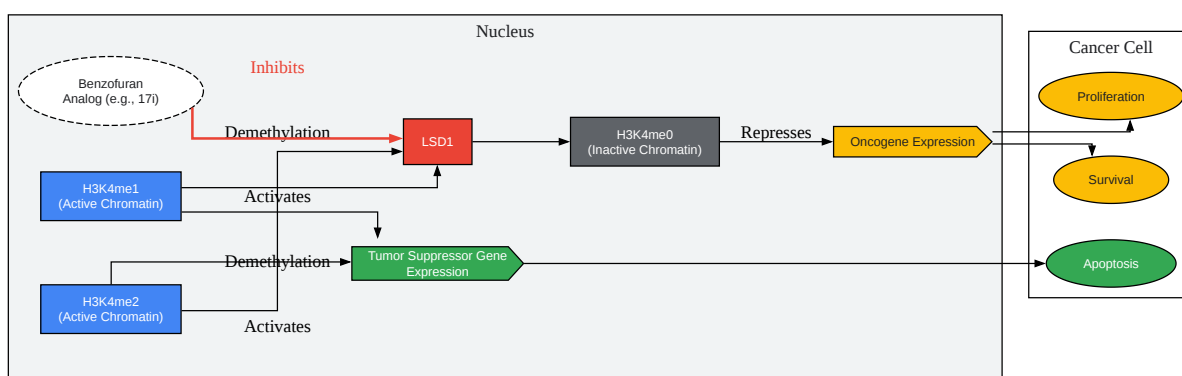 Nucleus
Cancer Cell
Inhibits
Benzofuran
Analog (e.g., 17i)
Proliferation
Demethylation
LSD1
H3K4me0
(Inactive Chromatin)
Represses
Oncogene Expression
H3K4me1
(Active Chromatin)
Activates
Survival
Demethylation
Tumor Suppressor Gene
Expression
Apoptosis
H3K4me2
(Active Chromatin)
Activates